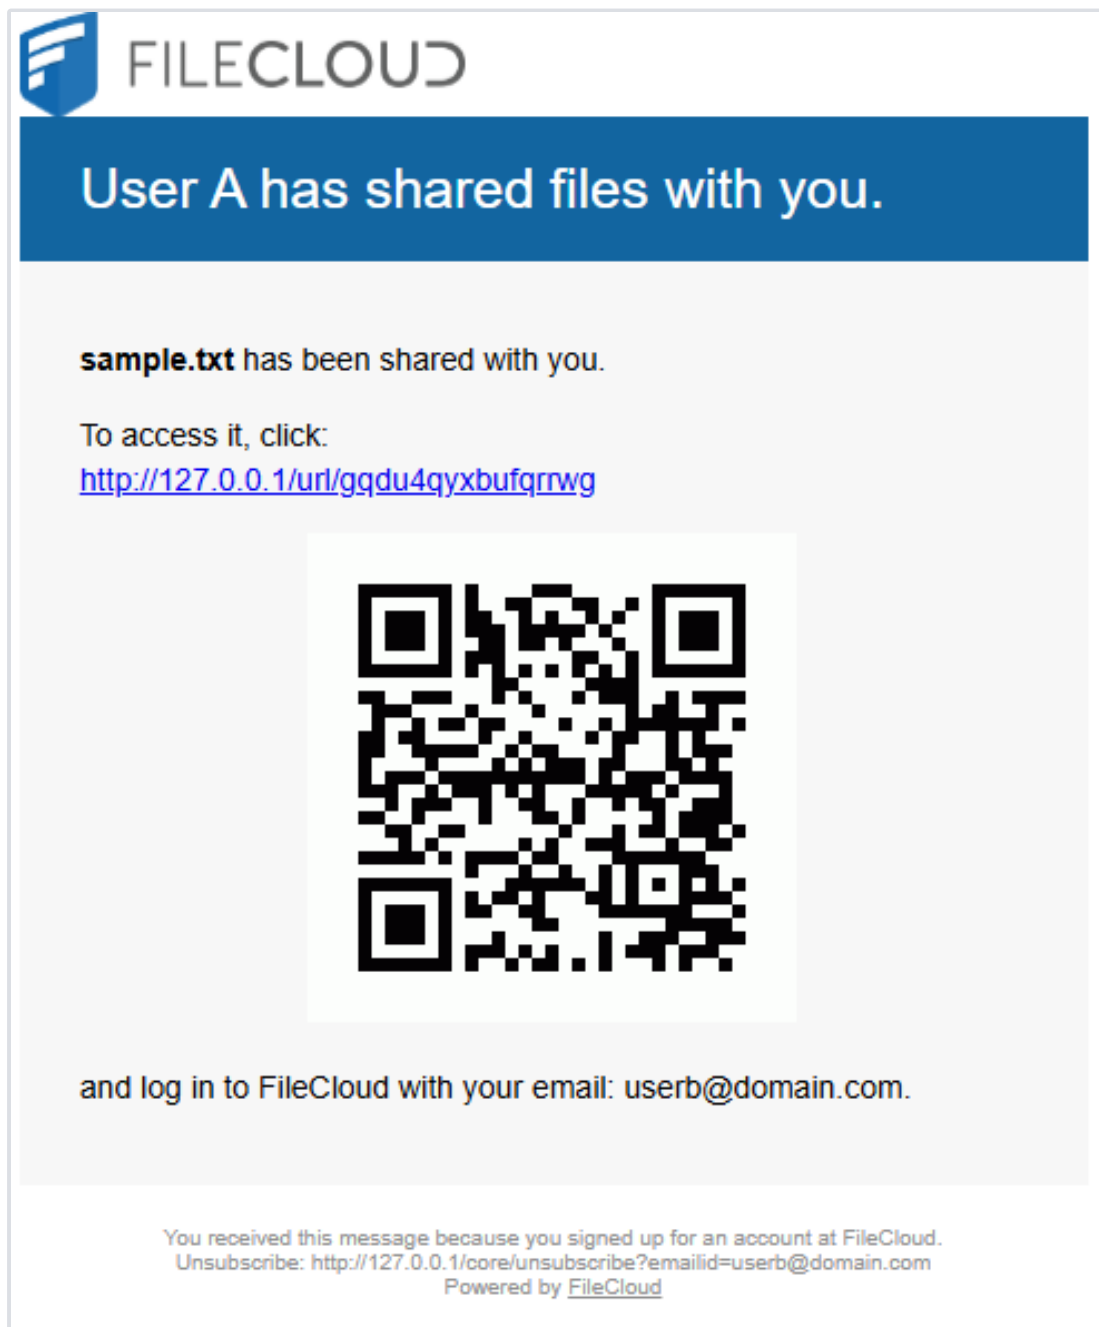 FILECLOUD
User A has shared files with you.
sample.txt has been shared with you.
To access it, click:
http://127.0.0.1/url/gqdu4qyxbufqrrwg
and log in to FileCloud with your email: userb@domain.com.
You received this message because you signed up for an account at FileCloud.
Unsubscribe: http://127.0.0.1/core/unsubscribe?emailid=userb@domain.com
Powered by FileCloud